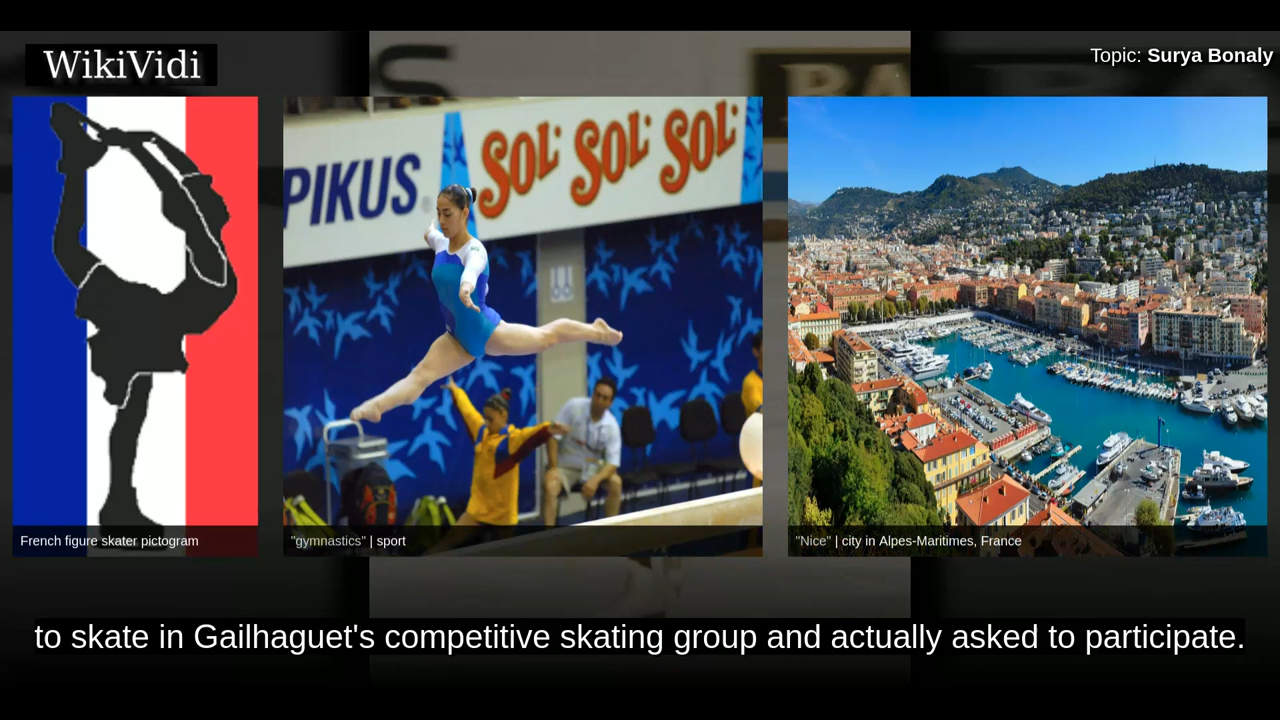 WikiVidi
Topic: Surya Bonaly
PIKUS
SOL SOL SOL
French figure skater pictogram
"gymnastics" | sport
"Nice" | city in Alpes-Maritimes, France
to skate in Gailhaguet's competitive skating group and actually asked to participate.